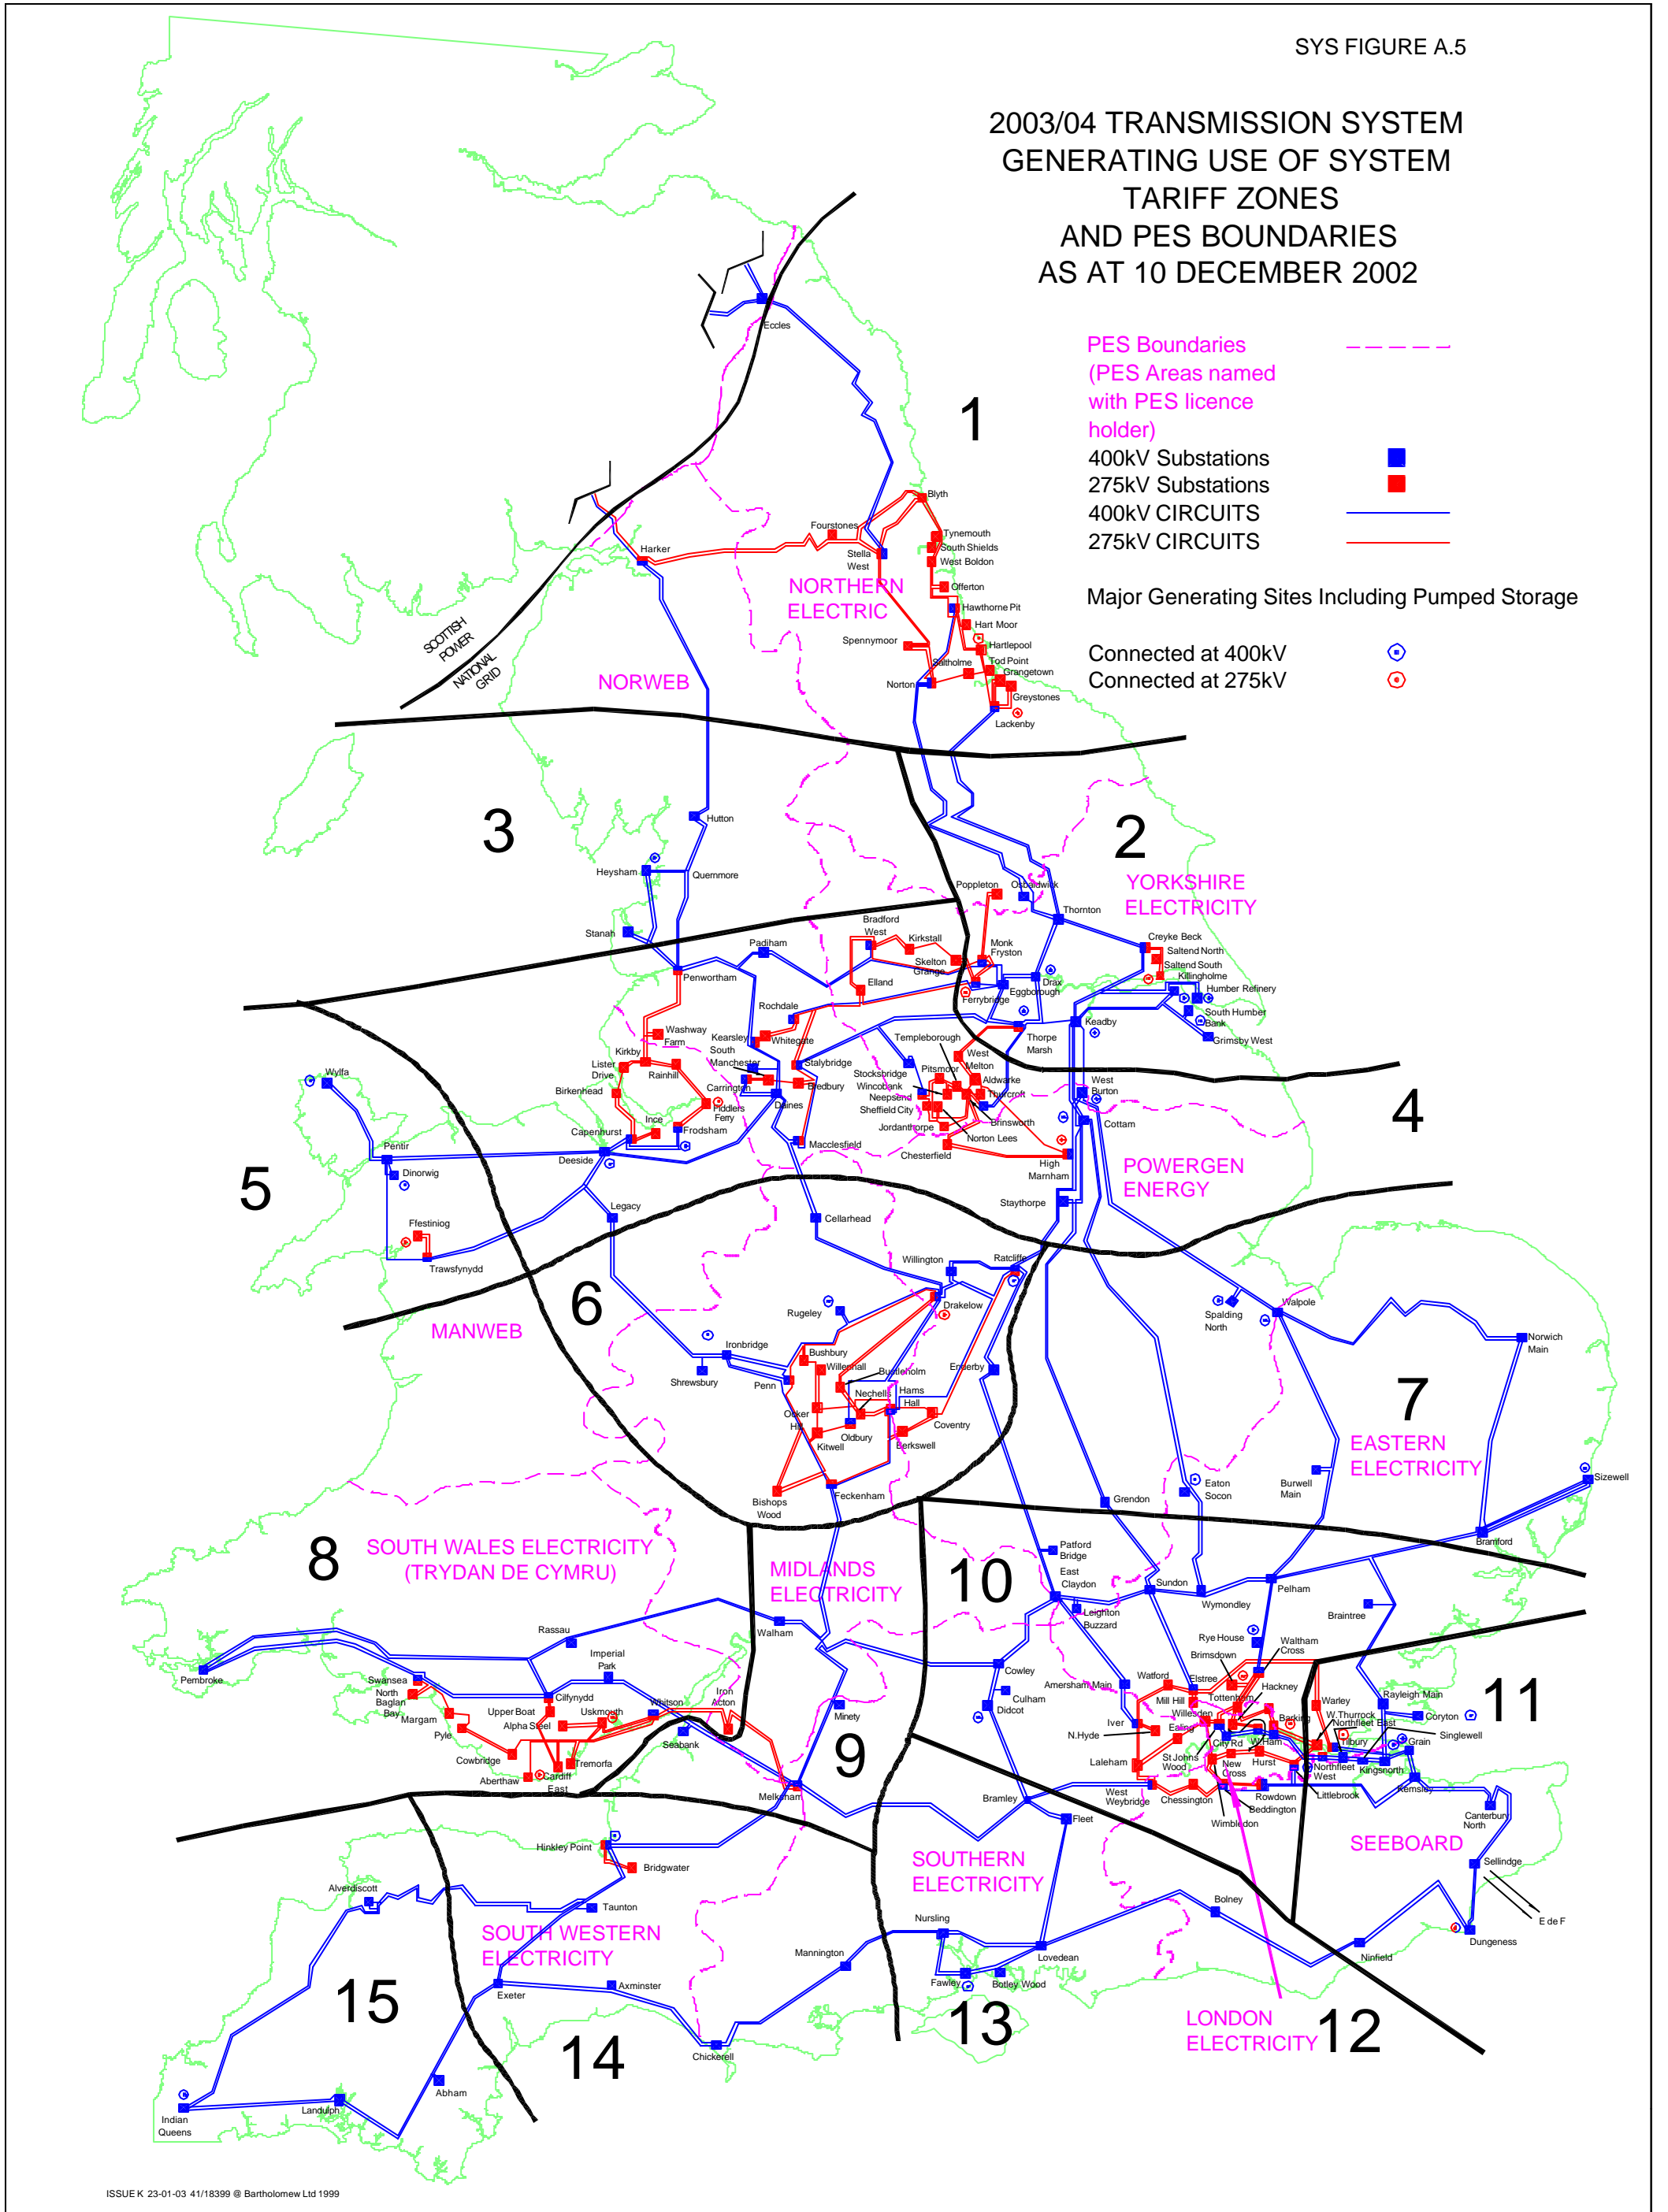 SYS FIGURE A.5
2003/04 TRANSMISSION SYSTEM
GENERATING USE OF SYSTEM
TARIFF ZONES
AND PES BOUNDARIES
AS AT 10 DECEMBER 2002
PES Boundaries
(PES Areas named
with PES licence
holder)
400kV Substations
275kV Substations
400kV CIRCUITS
275kV CIRCUITS
Major Generating Sites Including Pumped Storage
Connected at 400kV
Connected at 275kV
Eccles
1
Blyth
Fourstones
Tynemouth
South Shields
West Boldon
Harker
Stella
West
Offerton
NORTHERN
ELECTRIC
Hawthorne Pit
Hart Moor
Spennymoor
Hartlepool
SCOTTISH
POWER
NATIONAL
GRID
Saltholme
Tod Point
Grangetown
Norton
Greystones
Lackenby
NORWEB
3
Hutton
2
Heysham
Quernmore
YORKSHIRE
ELECTRICITY
Poppleton
Osbaldwick
Thornton
Stanah
Bradford
West
Kirkstall
Padiham
Monk
Fryston
Creyke Beck
Saltend North
Saltend South
Killingholme
Skelton
Grange
Penwortham
Elland
Drax
Eggborough
Ferrybridge
Humber Refinery
South Humber
Bank
Grimsby West
Rochdale
Keadby
Washway
Farm
Kearsley
Whitegate
South
Manchester
Templeborough
Thorpe
Marsh
Kirkby
Lister
Drive
Rainhill
Stalybridge
West
Melton
Stocksbridge
Pitsmoor
Aldwarke
Wylfa
Birkenhead
Carrington
Bredbury
Wincobank
Neepsend
Thurcroft
West
Burton
Fiddlers
Ferry
Daines
Sheffield City
Brinsworth
Cottam
4
Ince
Capenhurst
Frodsham
Jordanthorpe
Norton Lees
Macclesfield
Chesterfield
High
Marnham
Pentir
Deeside
Dinorwig
5
POWERGEN
ENERGY
Staythorpe
Legacy
Ffestiniog
Cellarhead
Trawsfynydd
Willington
Ratcliffe
6
Rugeley
Drakelow
Spalding
North
Walpole
MANWEB
Norwich
Main
Ironbridge
Bushbury
Willenhall
Bustleholm
Enderby
Shrewsbury
Penn
Nechells
Hams
Hall
7
Ocker
Hill
Oldbury
Coventry
Kitwell
Berkswell
EASTERN
ELECTRICITY
Eaton
Socon
Burwell
Main
Sizewell
Bishops
Wood
Feckenham
Grendon
Bramford
8
SOUTH WALES ELECTRICITY
(TRYDAN DE CYMRU)
MIDLANDS
ELECTRICITY
10
Patford
Bridge
East
Claydon
Sundon
Pelham
Wymondley
Leighton
Buzzard
Braintree
Rassau
Walham
Rye House
Waltham
Cross
Imperial
Park
Brimsdown
Pembroke
Swansea
Cowley
Amersham Main
Watford
Elstree
Hackney
11
North
Baglan
Bay
Cilfynydd
Iron
Acton
Culham
Mill Hill
Tottenham
Rayleigh Main
Warley
Whitson
Didcot
Willesden
Coryton
Margam
Upper Boat
Uskmouth
Minety
Iver
N.Hyde
Ealing
Barking
W.Thurrock
Northfleet East
Alpha Steel
Seabank
City Rd
W.Ham
Tilbury
Singlewell
Pyle
9
Laleham
St Johns
Wood
New
Cross
Hurst
Grain
Cowbridge
Tremorfa
Northfleet
West
Kingsnorth
Aberthaw
Cardiff
East
Melksham
Bramley
West
Weybridge
Chessington
Rowdown
Littlebrook
Kemsley
Beddington
Wimbledon
Canterbury
North
Fleet
Hinkley Point
Bridgwater
SOUTHERN
ELECTRICITY
SEEBOARD
Sellindge
Alverdiscott
Taunton
Bolney
SOUTH WESTERN
ELECTRICITY
Nursling
E de F
Dungeness
Mannington
Lovedean
Ninfield
15
Exeter
Axminster
Fawley
Botley Wood
13
LONDON
ELECTRICITY
12
14
Chickerell
Abham
Landulph
Indian
Queens
ISSUE K 23-01-03 41/18399 @ Bartholomew Ltd 1999